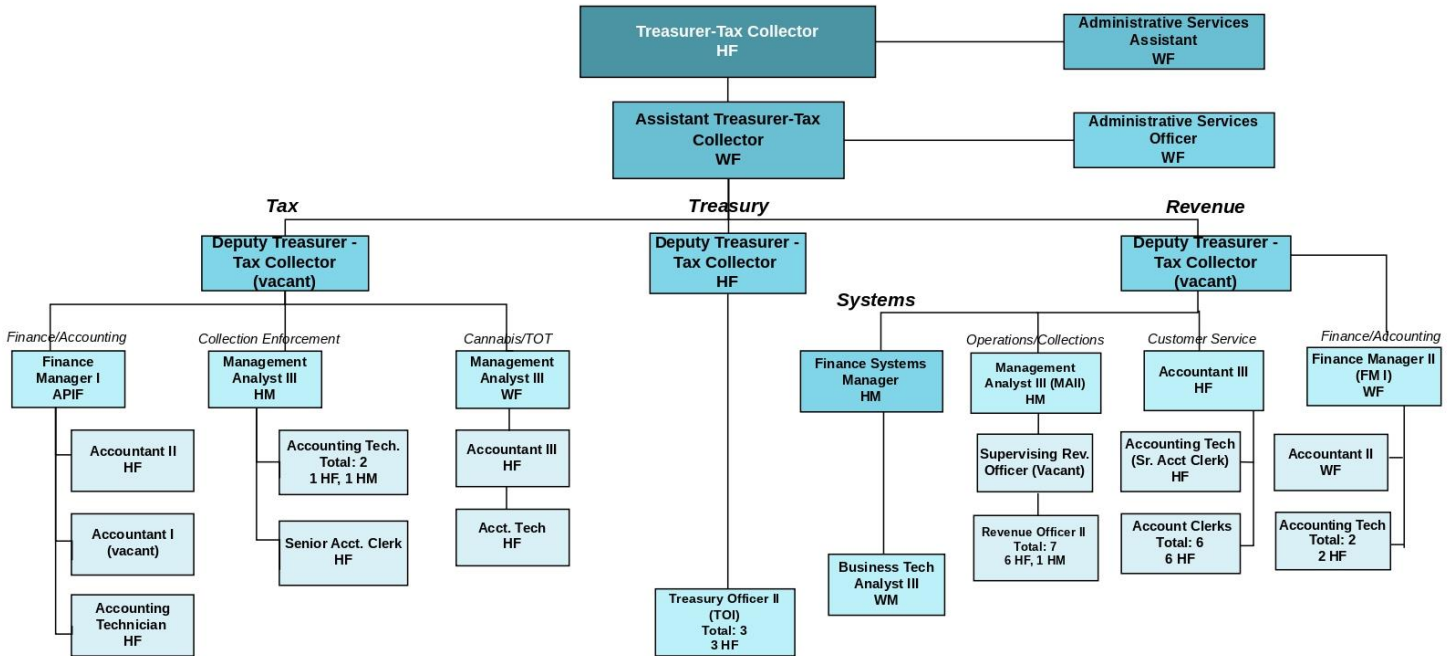 Treasurer-Tax Collector
HF
Administrative Services
Assistant
WF
Assistant Treasurer-Tax
Collector
WF
Administrative Services
Officer
WF
Tax
Treasury
Revenue
Deputy Treasurer -
Tax Collector
(vacant)
Deputy Treasurer -
Tax Collector
HF
Deputy Treasurer -
Tax Collector
(vacant)
Systems
Finance/Accounting
Finance
Manager I
APIF
Accountant II
HF
Accountant I
(vacant)
Accounting
Technician
HF
Collection Enforcement
Management
Analyst III
HM
Accounting Tech.
Total: 2
1 HF, 1 HM
Senior Acct. Clerk
HF
Cannabis/TOT
Management
Analyst III
WF
Accountant III
HF
Acct. Tech
HF
Treasury Officer II
(TOI)
Total: 3
3 HF
Finance Systems
Manager
HM
Business Tech
Analyst III
WM
Operations/Collections
Management
Analyst III (MAII)
HM
Supervising Rev.
Officer (Vacant)
Revenue Officer II
Total: 7
6 HF, 1 HM
Customer Service
Accountant III
HF
Accounting Tech
(Sr. Acct Clerk)
HF
Account Clerks
Total: 6
6 HF
Finance/Adcounting
Finance Manager II
(FM I)
WF
Accountant II
WF
Accounting Tech
Total: 2
2 HF